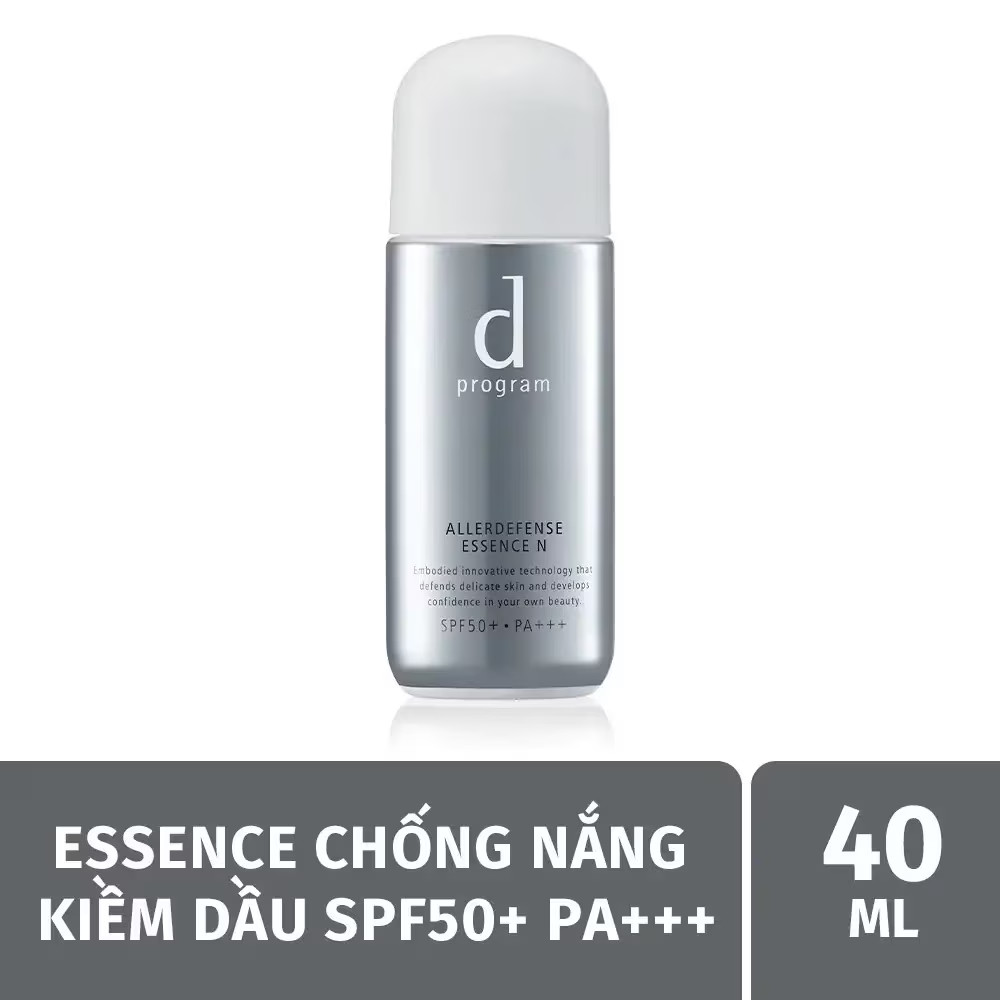 d
program
ALLERDEFENSE
ESSENCE N
Embodied innovative technology that
defends delicate skin and develops
confidence in your own beauty.
SPF50+・PA+++
ESSENCE CHỐNG NẮNG
KIỀM DẦU SPF50+ PA+++
40
ML